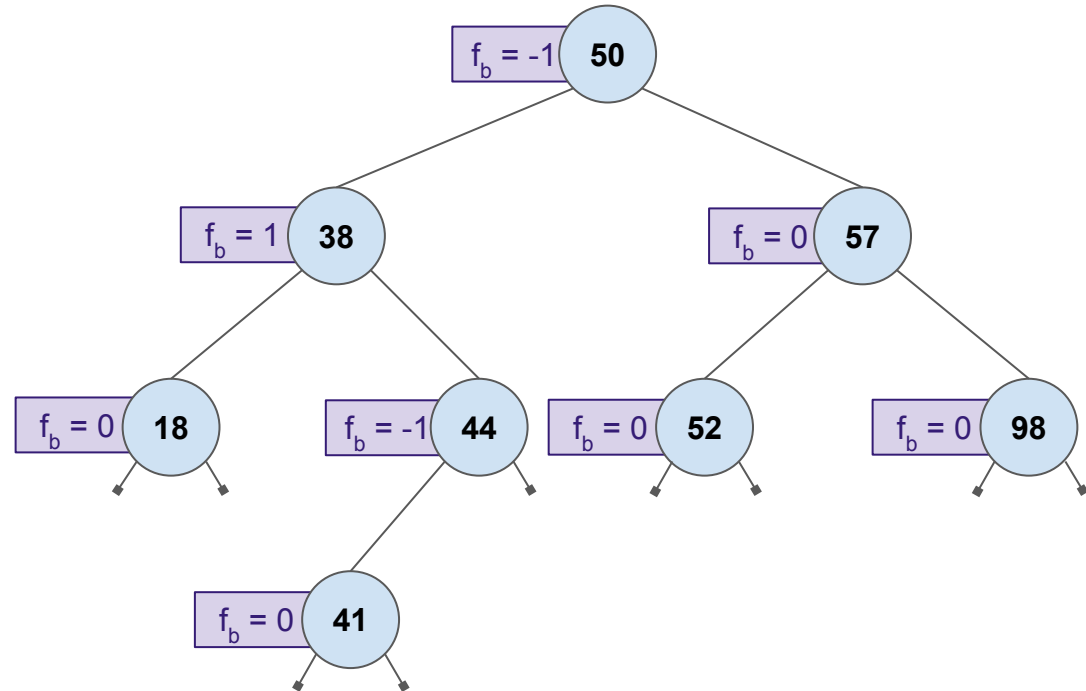 f_b = -1 50
f_b = 1 38
f_b = 0 57
f_b = 0 18
f_b = -1 44
f_b = 0 52
f_b = 0 98
f_b = 0 41